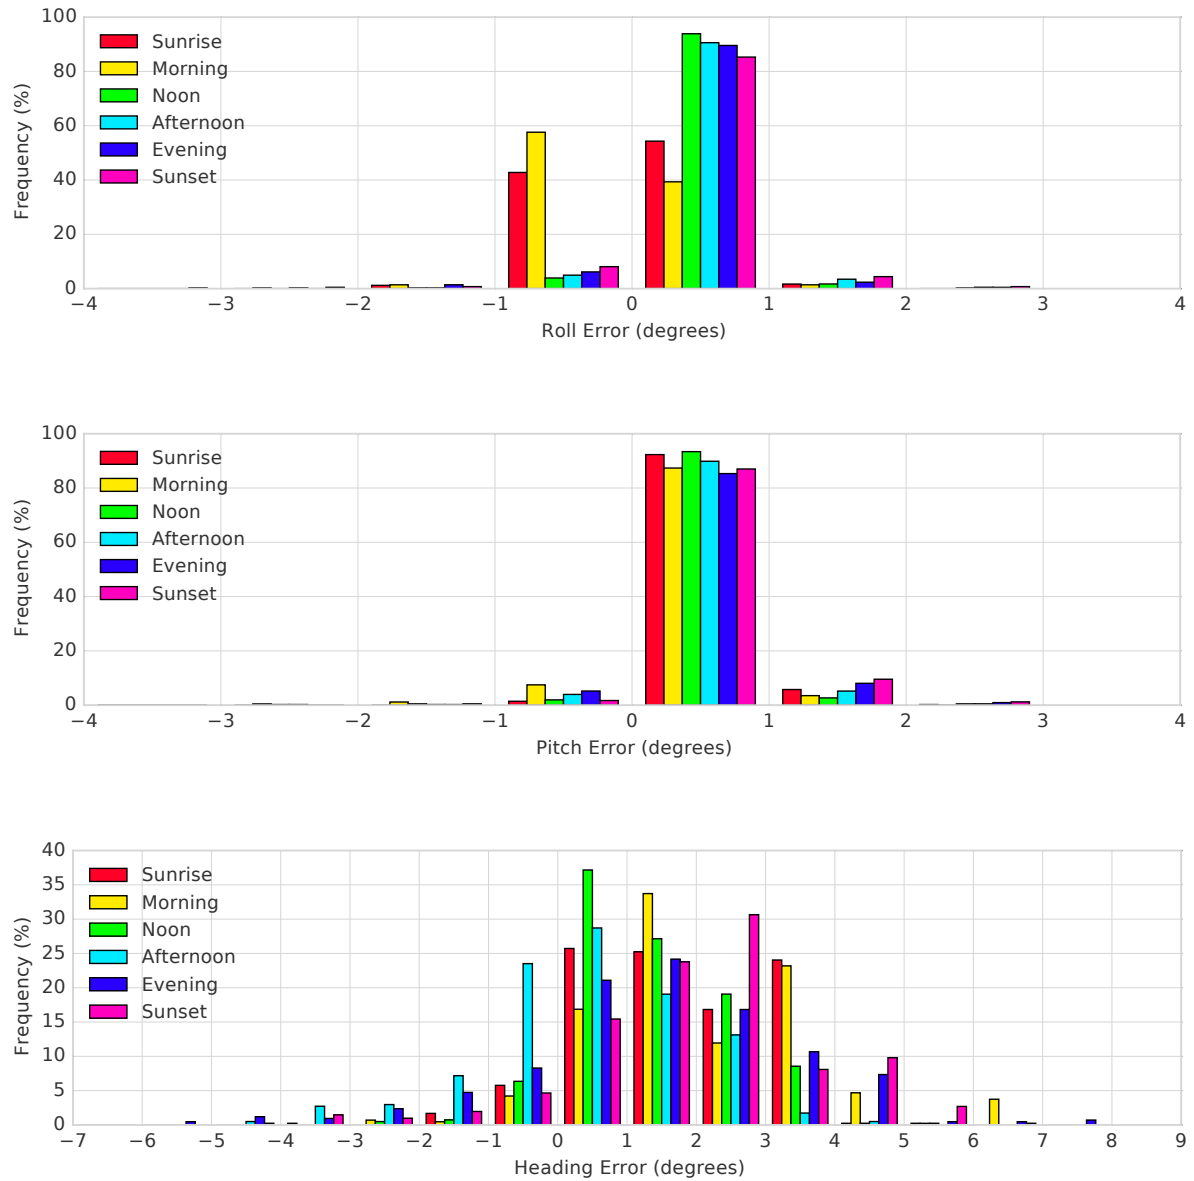 100
80
60
40
20
0
Frequency (%)
Sunrise
Morning
Noon
Afternoon
Evening
Sunset
−4 −3 −2 −1 0 1 2 3 4
Roll Error (degrees)
100
80
60
40
20
0
Frequency (%)
Sunrise
Morning
Noon
Afternoon
Evening
Sunset
−4 −3 −2 −1 0 1 2 3 4
Pitch Error (degrees)
40
35
30
25
20
15
10
5
0
Frequency (%)
Sunrise
Morning
Noon
Afternoon
Evening
Sunset
−7 −6 −5 −4 −3 −2 −1 0 1 2 3 4 5 6 7 8 9
Heading Error (degrees)